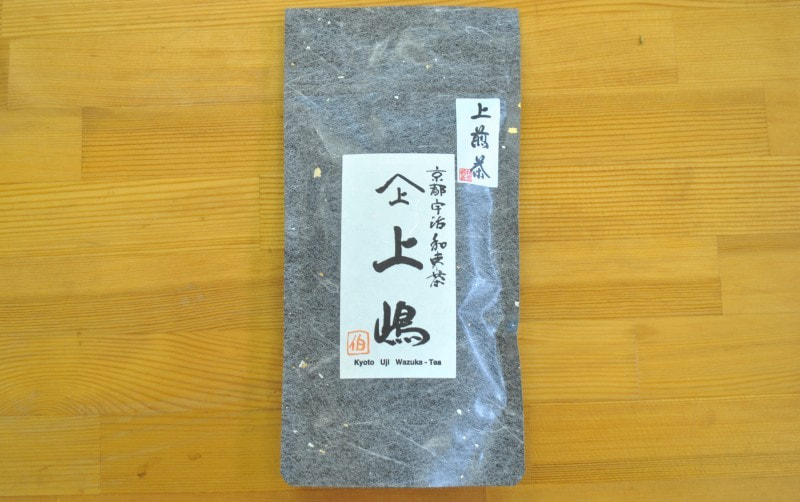 上煎茶
京都宇治和束茶
上
上嶋
伯
Kyoto Uji Wazuka-Tea